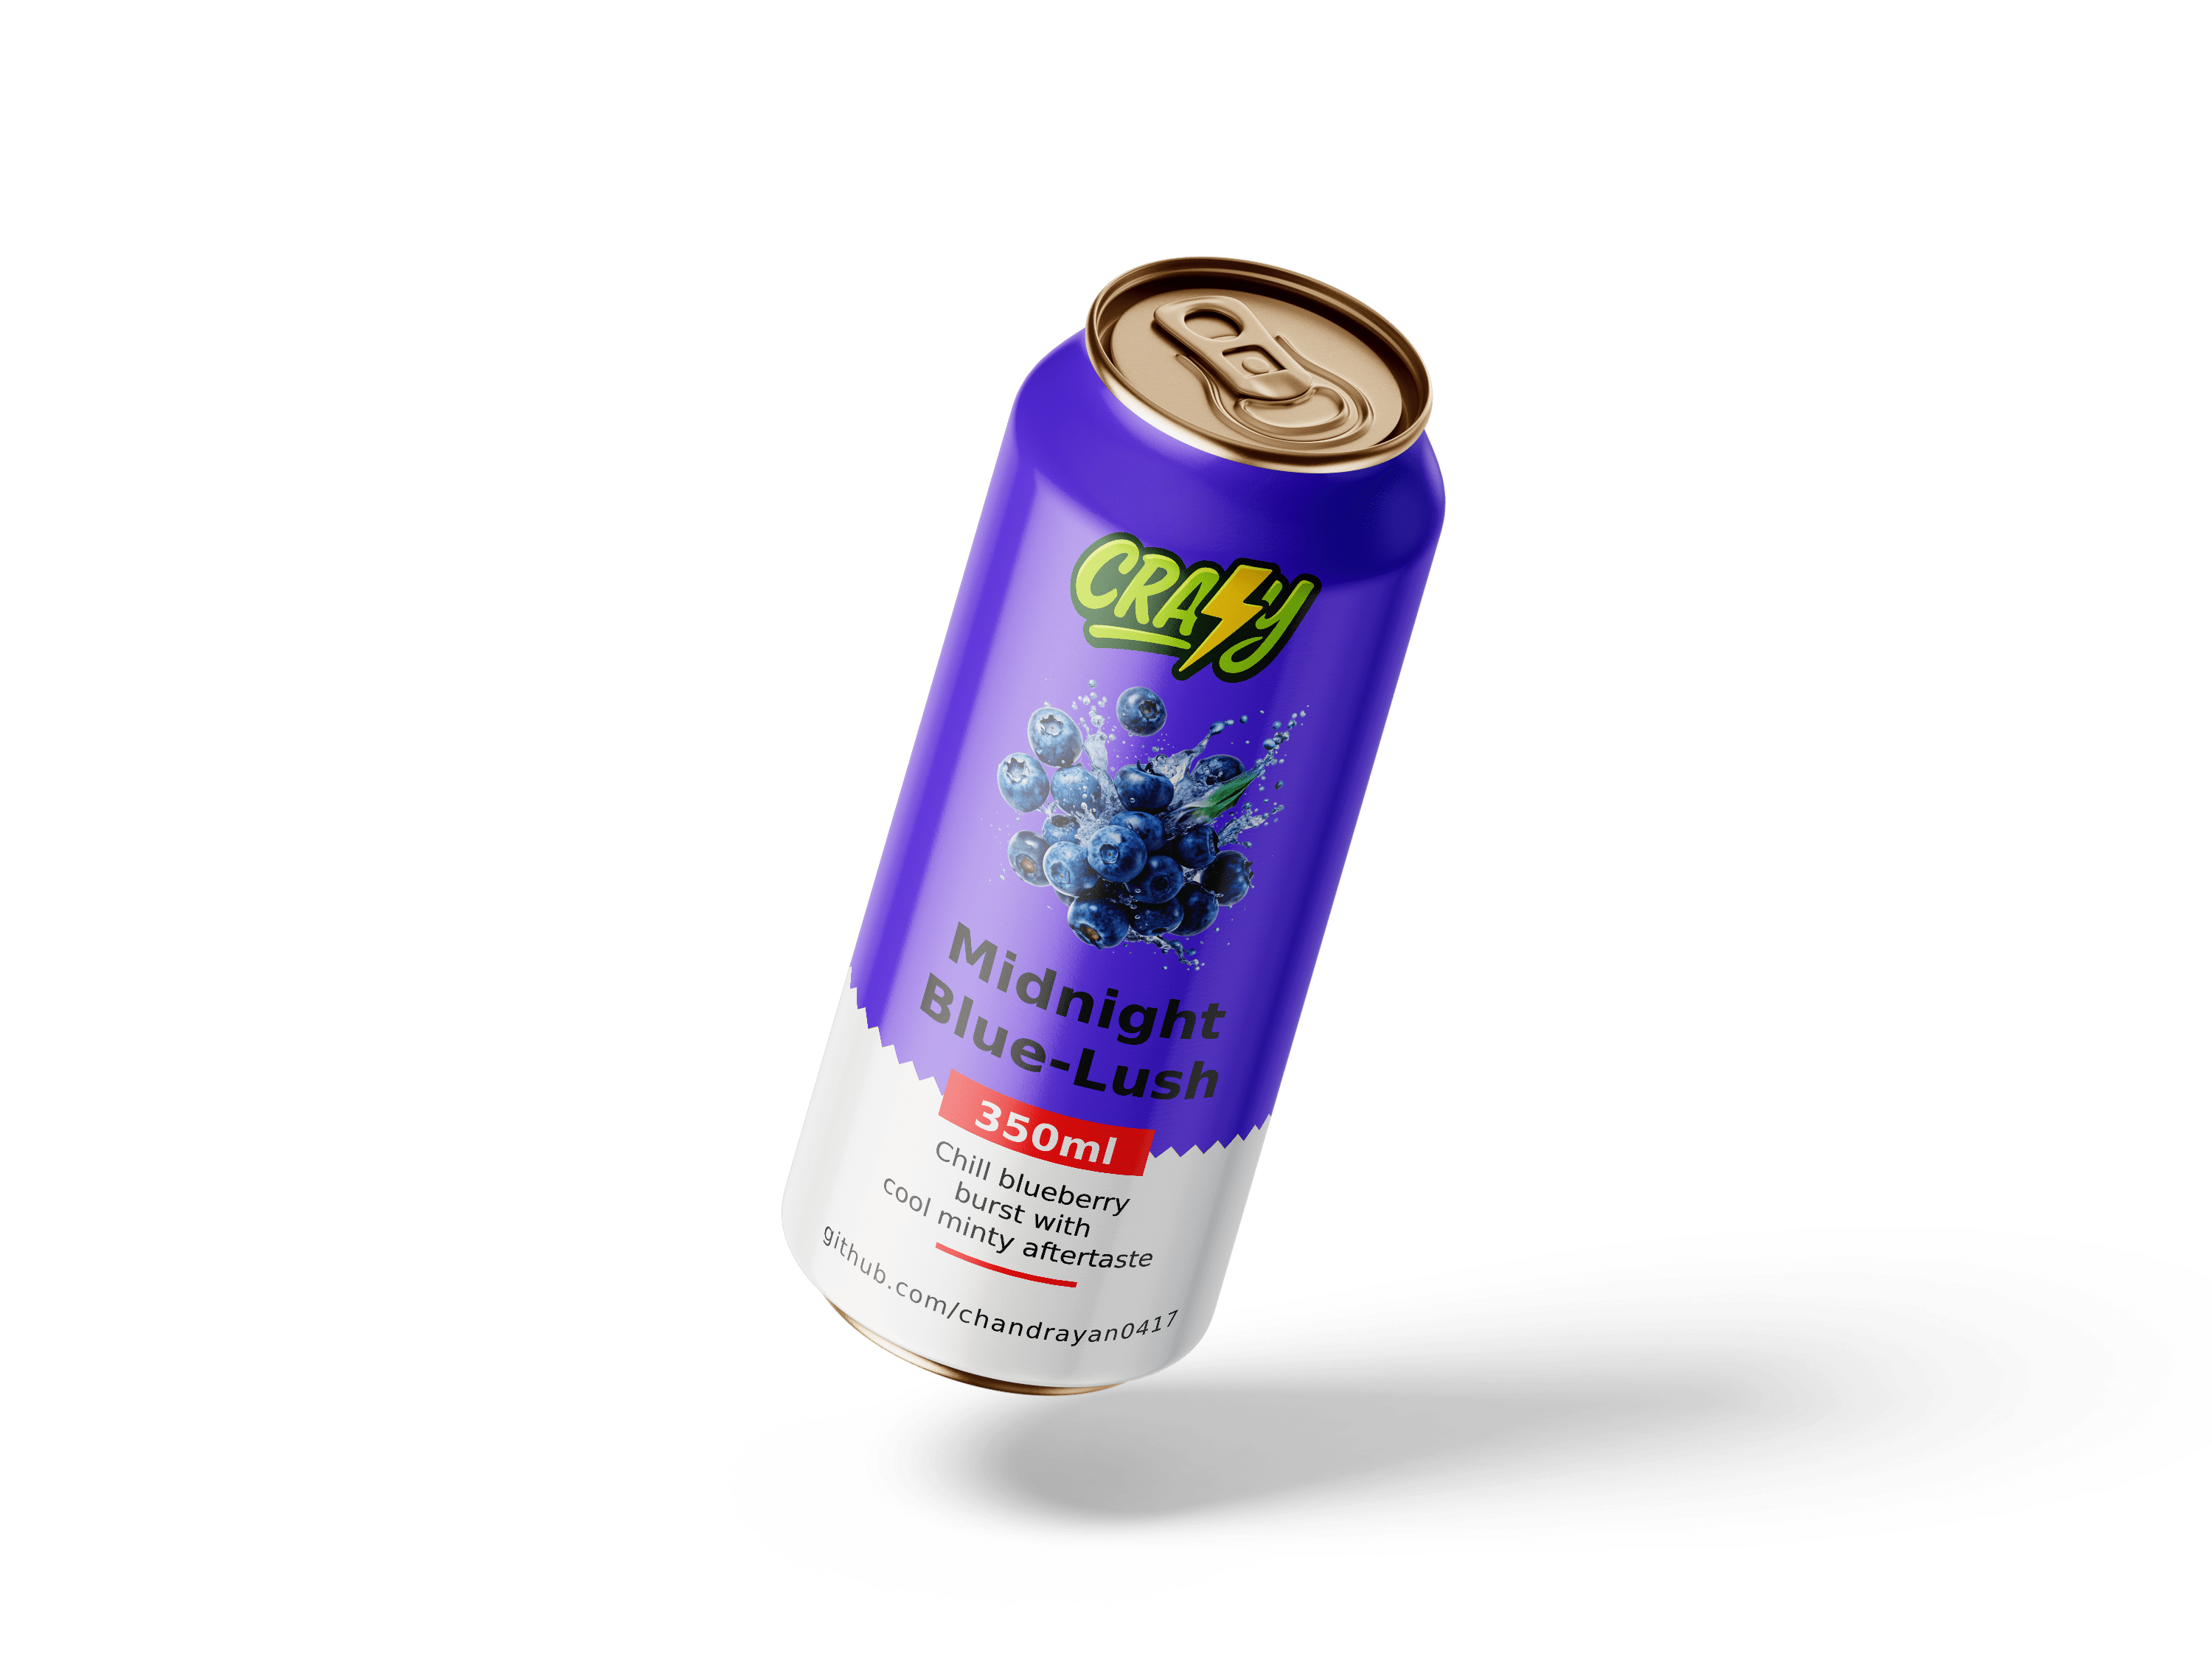 CRAZY
Midnight
Blue-Lush
350ml
Chill blueberry
burst with
cool minty aftertaste
github.com/chandrayan0417